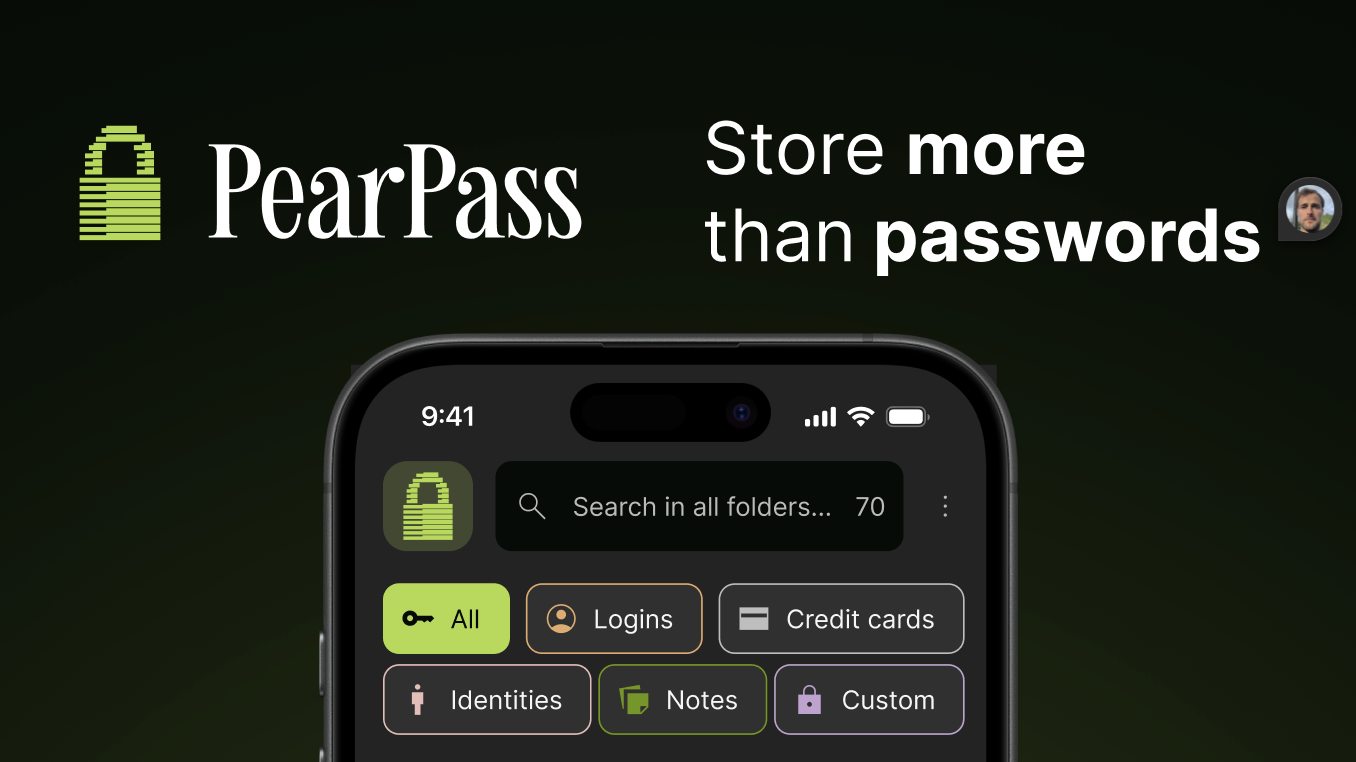 PearPass
Store more
than passwords
9:41
Search in all folders... 70
All
Logins
Credit cards
Identities
Notes
Custom